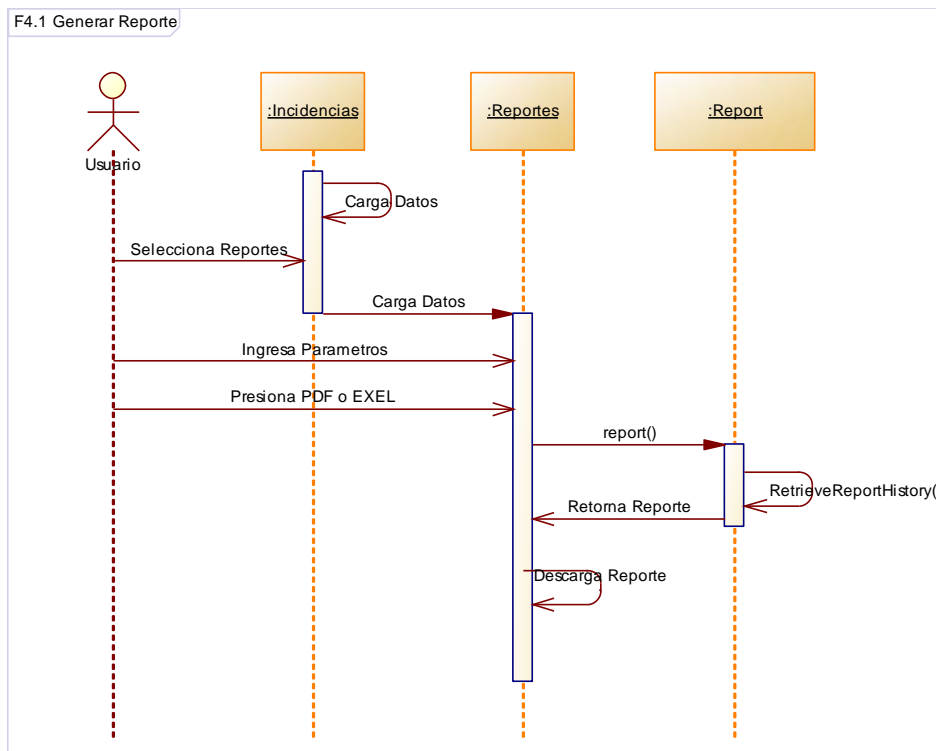 F4.1 Generar Reporte
:Incidencias
:Reportes
:Report
Usuario
Carga Datos
Selecciona Reportes
Carga Datos
Ingresa Parametros
Presiona PDF o EXEL
report()
RetrieveReportHistory(
Retorna Reporte
Descarga Reporte